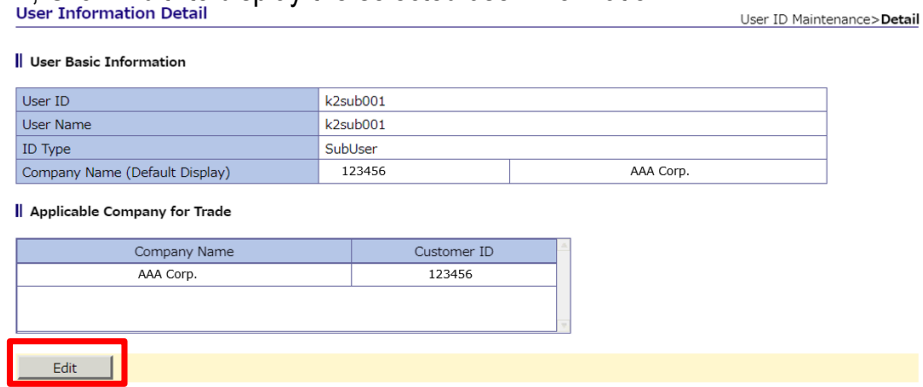 User Information Detail
User ID Maintenance>Detail
User Basic Information
User ID k2sub001
User Name k2sub001
ID Type SubUser
Company Name (Default Display) 123456 AAA Corp.
Applicable Company for Trade
Company Name Customer ID
AAA Corp. 123456
Edit